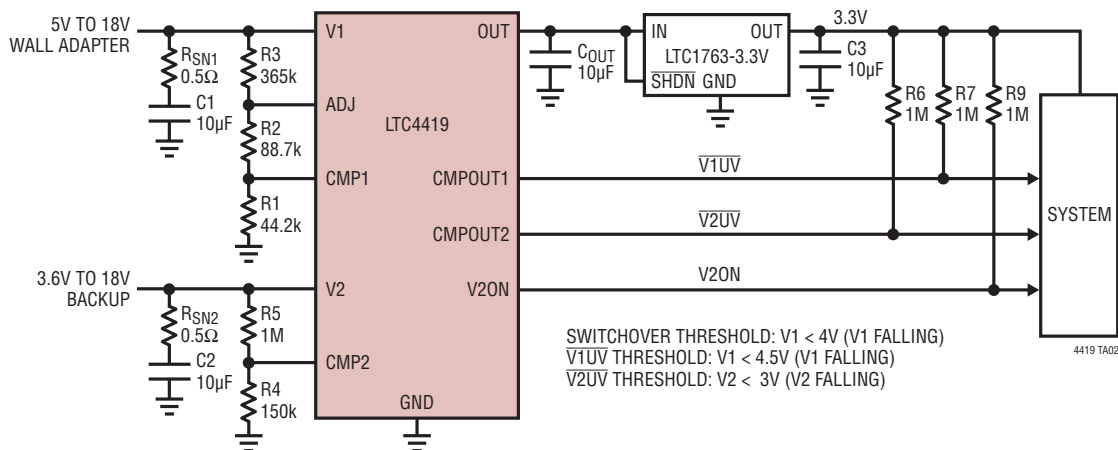 5V TO 18V
WALL ADAPTER
RSN1
0.5Ω
C1
10µF
R3
365k
R2
88.7k
R1
44.2k
3.6V TO 18V
BACKUP
RSN2
0.5Ω
C2
10µF
R5
1M
R4
150k
V1
OUT
ADJ
LTC4419
CMP1
CMPOUT1
CMPOUT2
V2
V2ON
CMP2
GND
COUT
10µF
IN
OUT
LTC1763-3.3V
SHDN GND
3.3V
C3
10µF
R6
1M
R7
1M
R9
1M
V1UV
V2UV
V2ON
SYSTEM
SWITCHOVER THRESHOLD: V1 < 4V (V1 FALLING)
V1UV THRESHOLD: V1 < 4.5V (V1 FALLING)
V2UV THRESHOLD: V2 < 3V (V2 FALLING)
4419 TA02